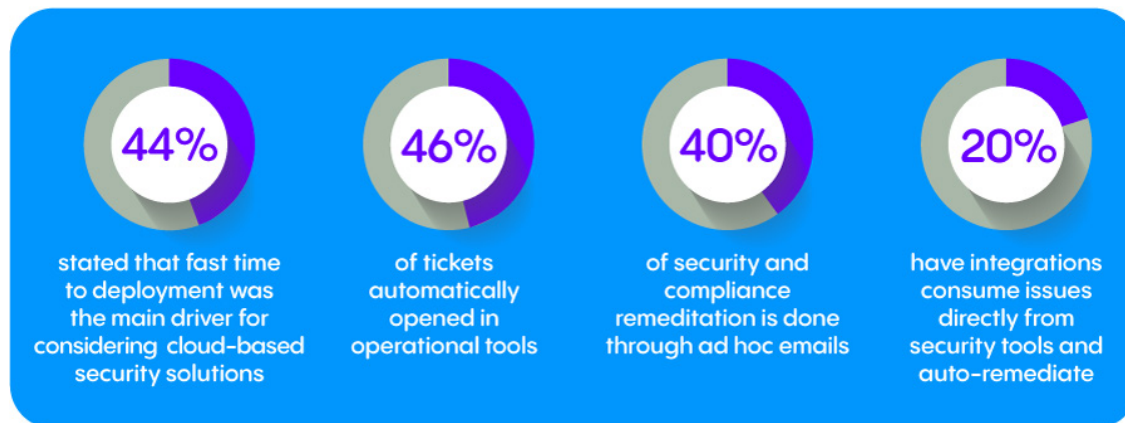 44%
stated that fast time
to deployment was
the main driver for
considering cloud-based
security solutions
46%
of tickets
automatically
opened in
operational tools
40%
of security and
compliance
remeditation is done
through ad hoc emails
20%
have integrations
consume issues
directly from
security tools and
auto-remediate